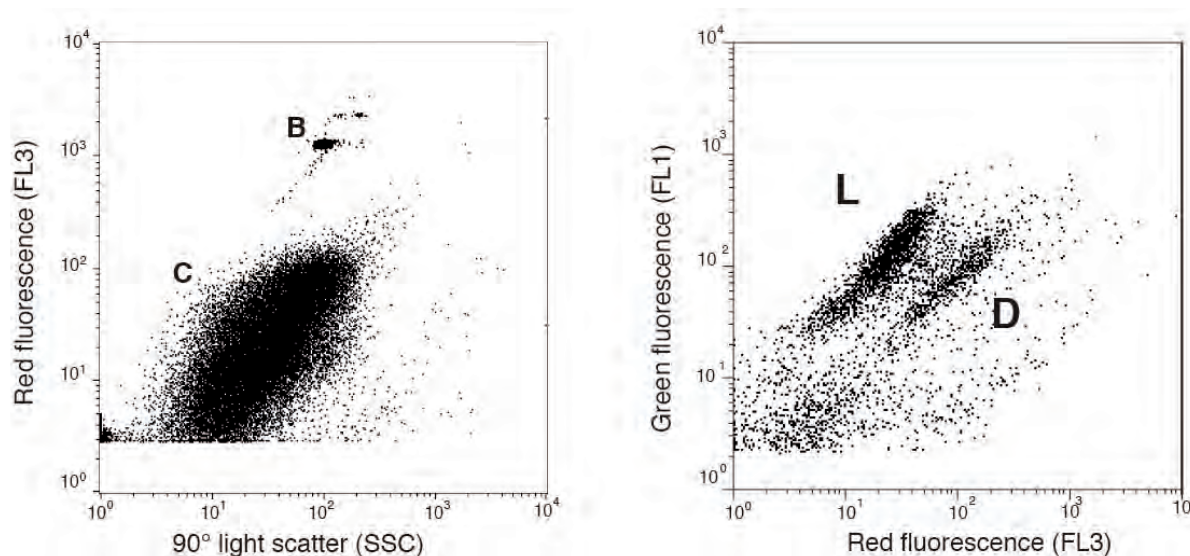 10⁴
10³
10²
10¹
10⁰
10⁰ 10¹ 10² 10³ 10⁴
Red fluorescence (FL3)
90° light scatter (SSC)
B
C
10⁴
10³
10²
10¹
10⁰
10⁰ 10¹ 10² 10³ 10
Green fluorescence (FL1)
Red fluorescence (FL3)
L
D